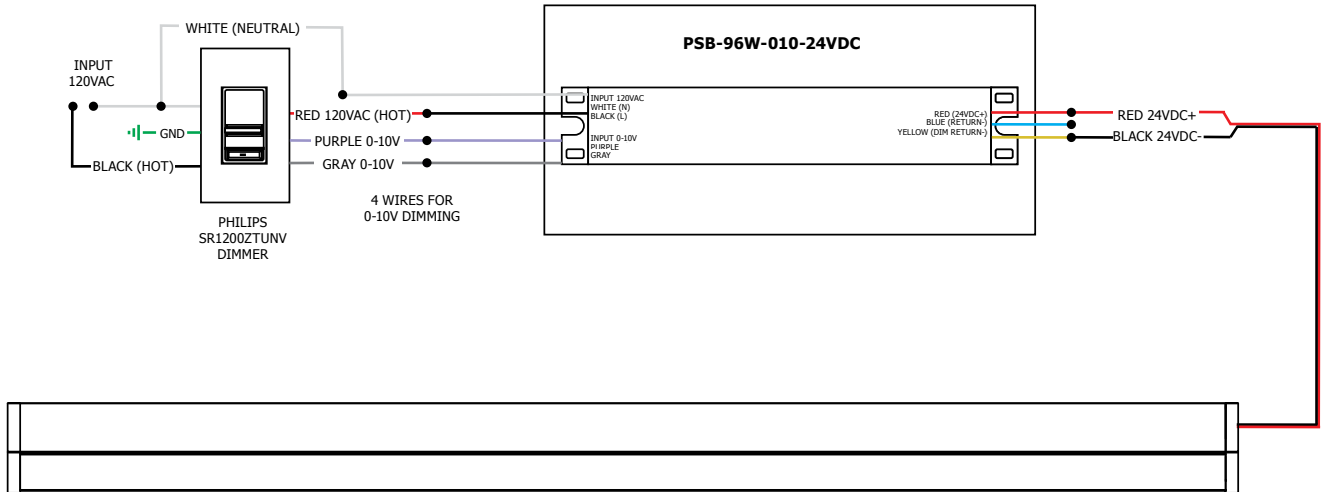 WHITE (NEUTRAL)
PSB-96W-010-24VDC
INPUT
120VAC
INPUT 120VAC
WHITE (N)
BLACK (L)
RED 120VAC (HOT)
RED (24VDC+)
BLUE (RETURN-)
YELLOW (DIM RETURN-)
RED 24VDC+
GND
PURPLE 0-10V
INPUT 0-10V
PURPLE
GRAY
BLACK 24VDC-
BLACK (HOT)
GRAY 0-10V
4 WIRES FOR
0-10V DIMMING
PHILIPS
SR1200ZTUNV
DIMMER